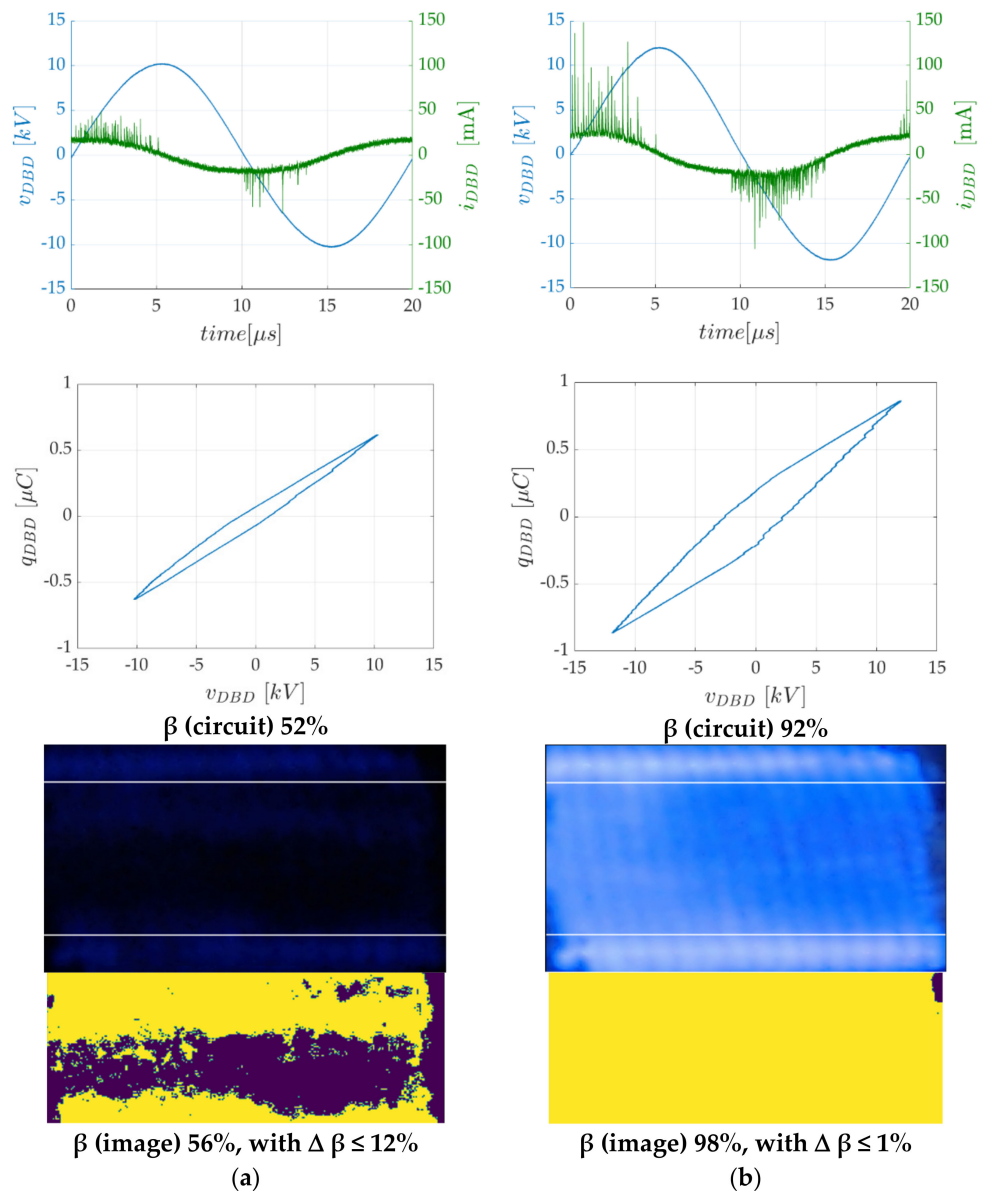 15 150 15 150
10 100 10 100
5 50 5 50
0 0 0 0
-5 -50 -5 -50
-10 -100 -10 -100
-15 -150 -15 -150
v_DBD [kV] i_DBD [mA] v_DBD [kV] i_DBD [mA]
0 5 10 15 20 0 5 10 15 20
time[μs] time[μs]
1 1
0.5 0.5
0 0
-0.5 -0.5
-1 -1
q_DBD [μC] q_DBD [μC]
-15 -10 -5 0 5 10 15 -15 -10 -5 0 5 10 15
v_DBD [kV] v_DBD [kV]
β (circuit) 52% β (circuit) 92%
β (image) 56%, with Δ β ≤ 12% β (image) 98%, with Δ β ≤ 1%
(a) (b)